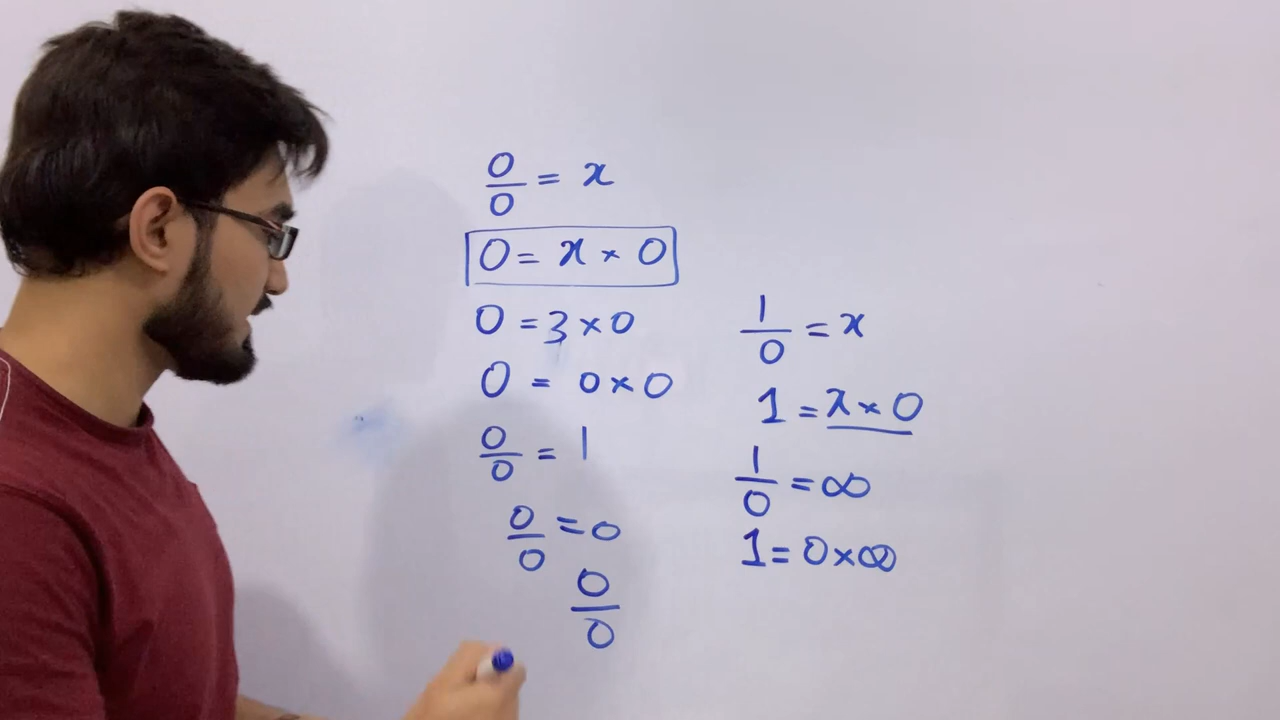 0/0 = x
0 = x × 0
0 = 3 × 0
0 = 0 × 0
0/0 = 1
0/0 = 0
0/0
1/0 = x
1 = x × 0
1/0 = ∞
1 = 0 × ∞